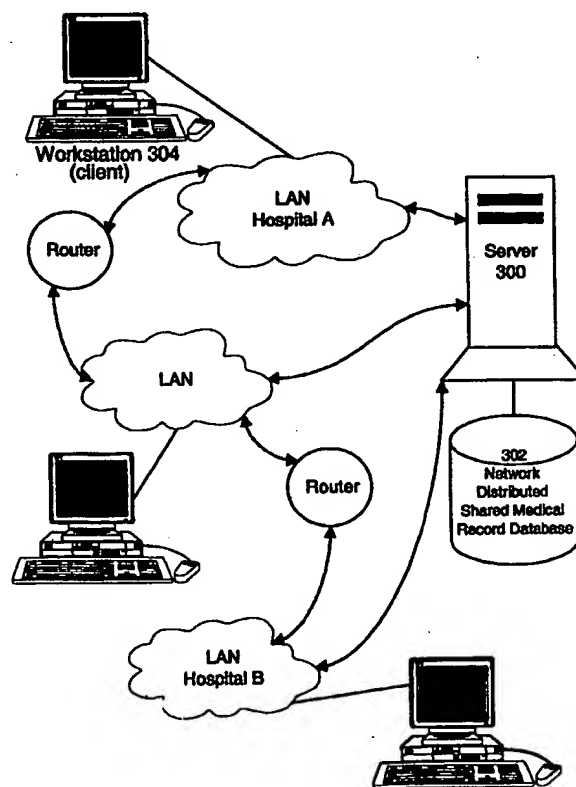 Workstation 304
(client)
LAN
Hospital A
Router
Server
300
LAN
302
Network
Distributed
Shared Medical
Record Database
Router
LAN
Hospital B